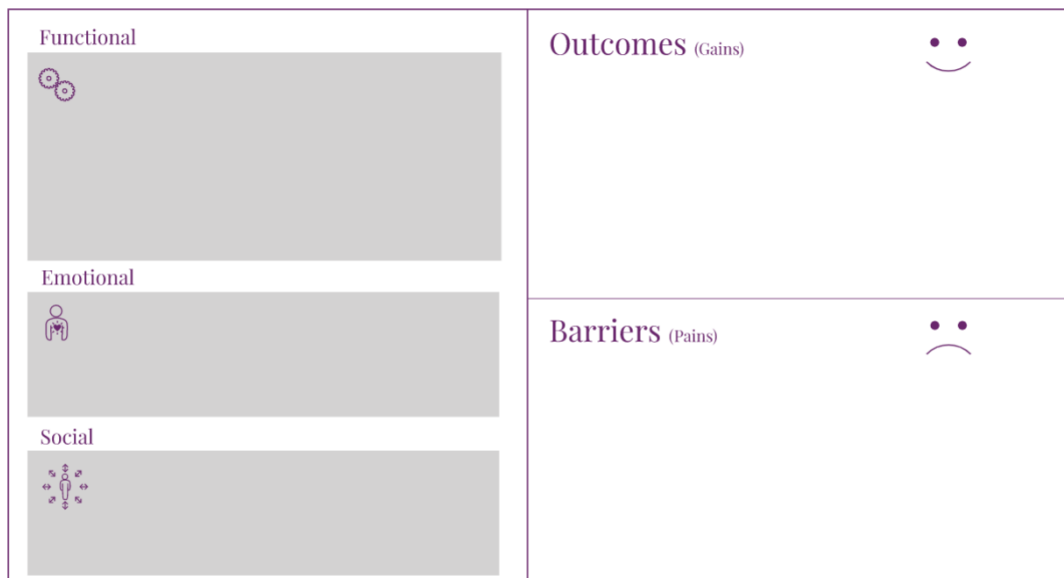 Functional
Emotional
Social
Outcomes (Gains)
Barriers (Pains)